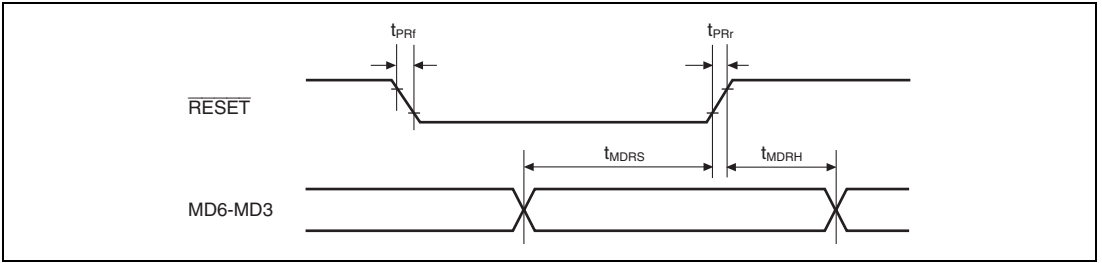 tPRf
tPRr
RESET
tMDRS
tMDRH
MD6-MD3